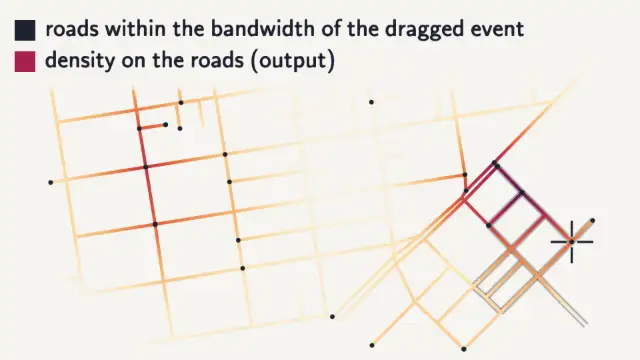 roads within the bandwidth of the dragged event
density on the roads (output)